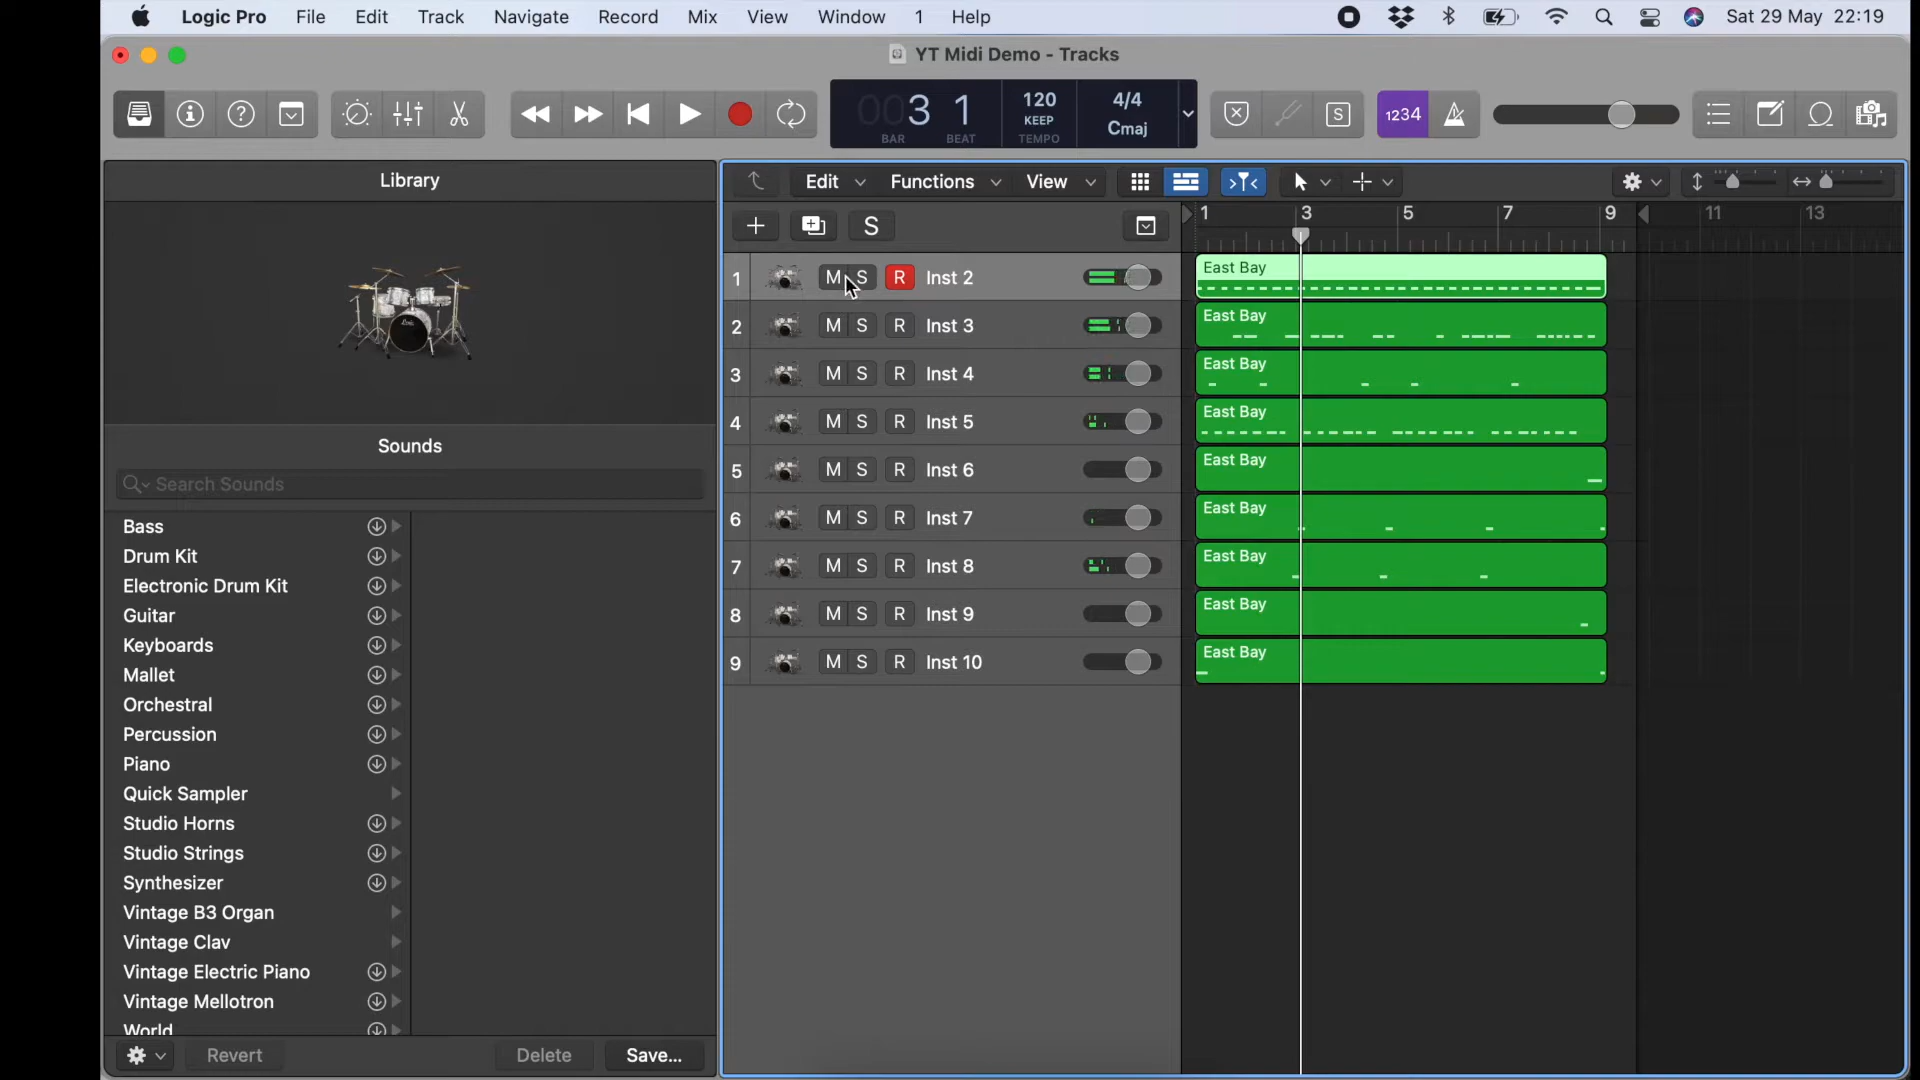 Logic Pro File Edit Track Navigate Record Mix View Window 1 Help Sat 29 May 22:19
YT Midi Demo - Tracks
003 1 120 4/4
KEEP Cmaj
BAR BEAT TEMPO
S 1234
Library
Edit Functions View
S
1 3 5 7 9 11 13
1 M S R Inst 2 East Bay
2 M S R Inst 3 East Bay
3 M S R Inst 4 East Bay
4 M S R Inst 5 East Bay
5 M S R Inst 6 East Bay
6 M S R Inst 7 East Bay
7 M S R Inst 8 East Bay
8 M S R Inst 9 East Bay
9 M S R Inst 10 East Bay
Sounds
Search Sounds
Bass
Drum Kit
Electronic Drum Kit
Guitar
Keyboards
Mallet
Orchestral
Percussion
Piano
Quick Sampler
Studio Horns
Studio Strings
Synthesizer
Vintage B3 Organ
Vintage Clav
Vintage Electric Piano
Vintage Mellotron
World
Revert Delete Save...